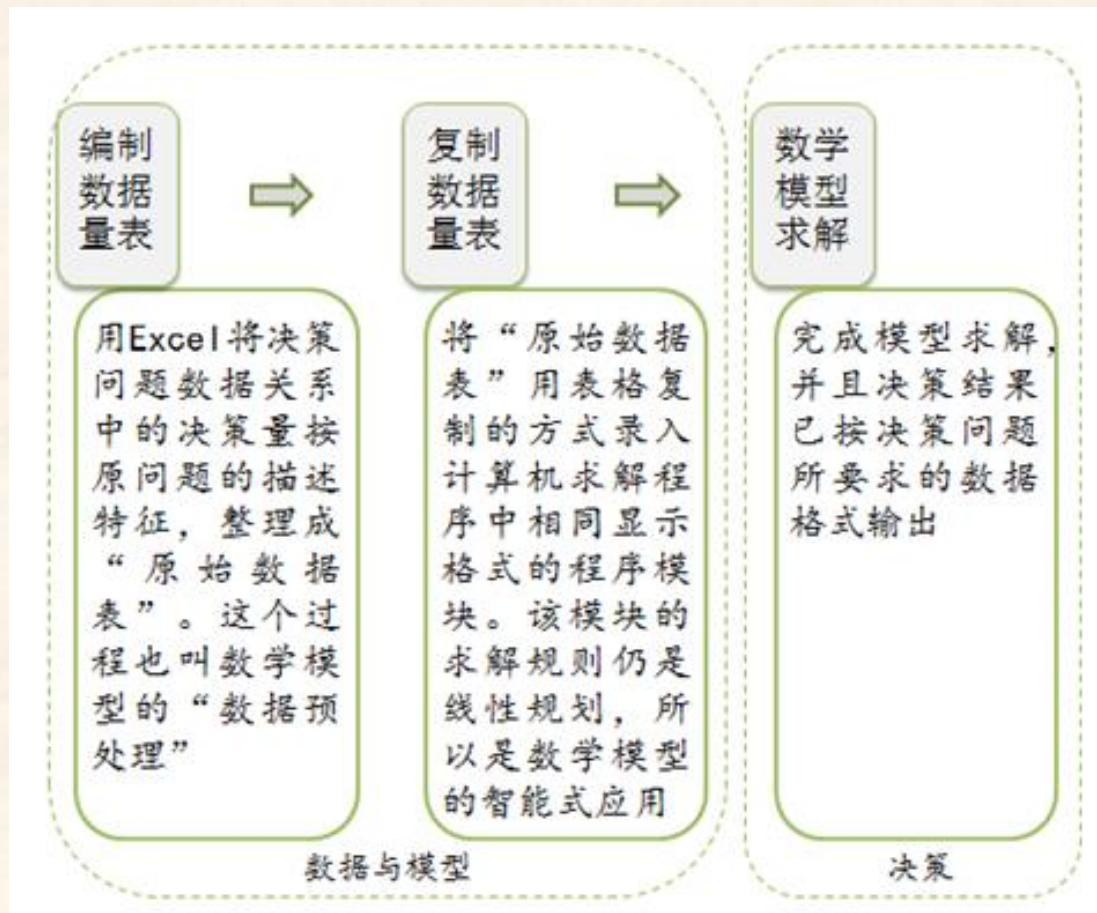 编制
数据
量表
复制
数据
量表
数学
模型
求解
用Excel将决策
问题数据关系
中的决策量按
原问题的描述
特征，整理成
“原始数据
表”。这个过
程也叫数学模
型的“数据预
处理”
将“原始数据
表”用表格复
制的方式录入
计算机求解程
序中相同显示
格式的程序模
块。该模块的
求解规则仍是
线性规划，所
以是数学模型
的智能式应用
完成模型求解，
并且决策结果
已按决策问题
所要求的数据
格式输出
数据与模型
决策